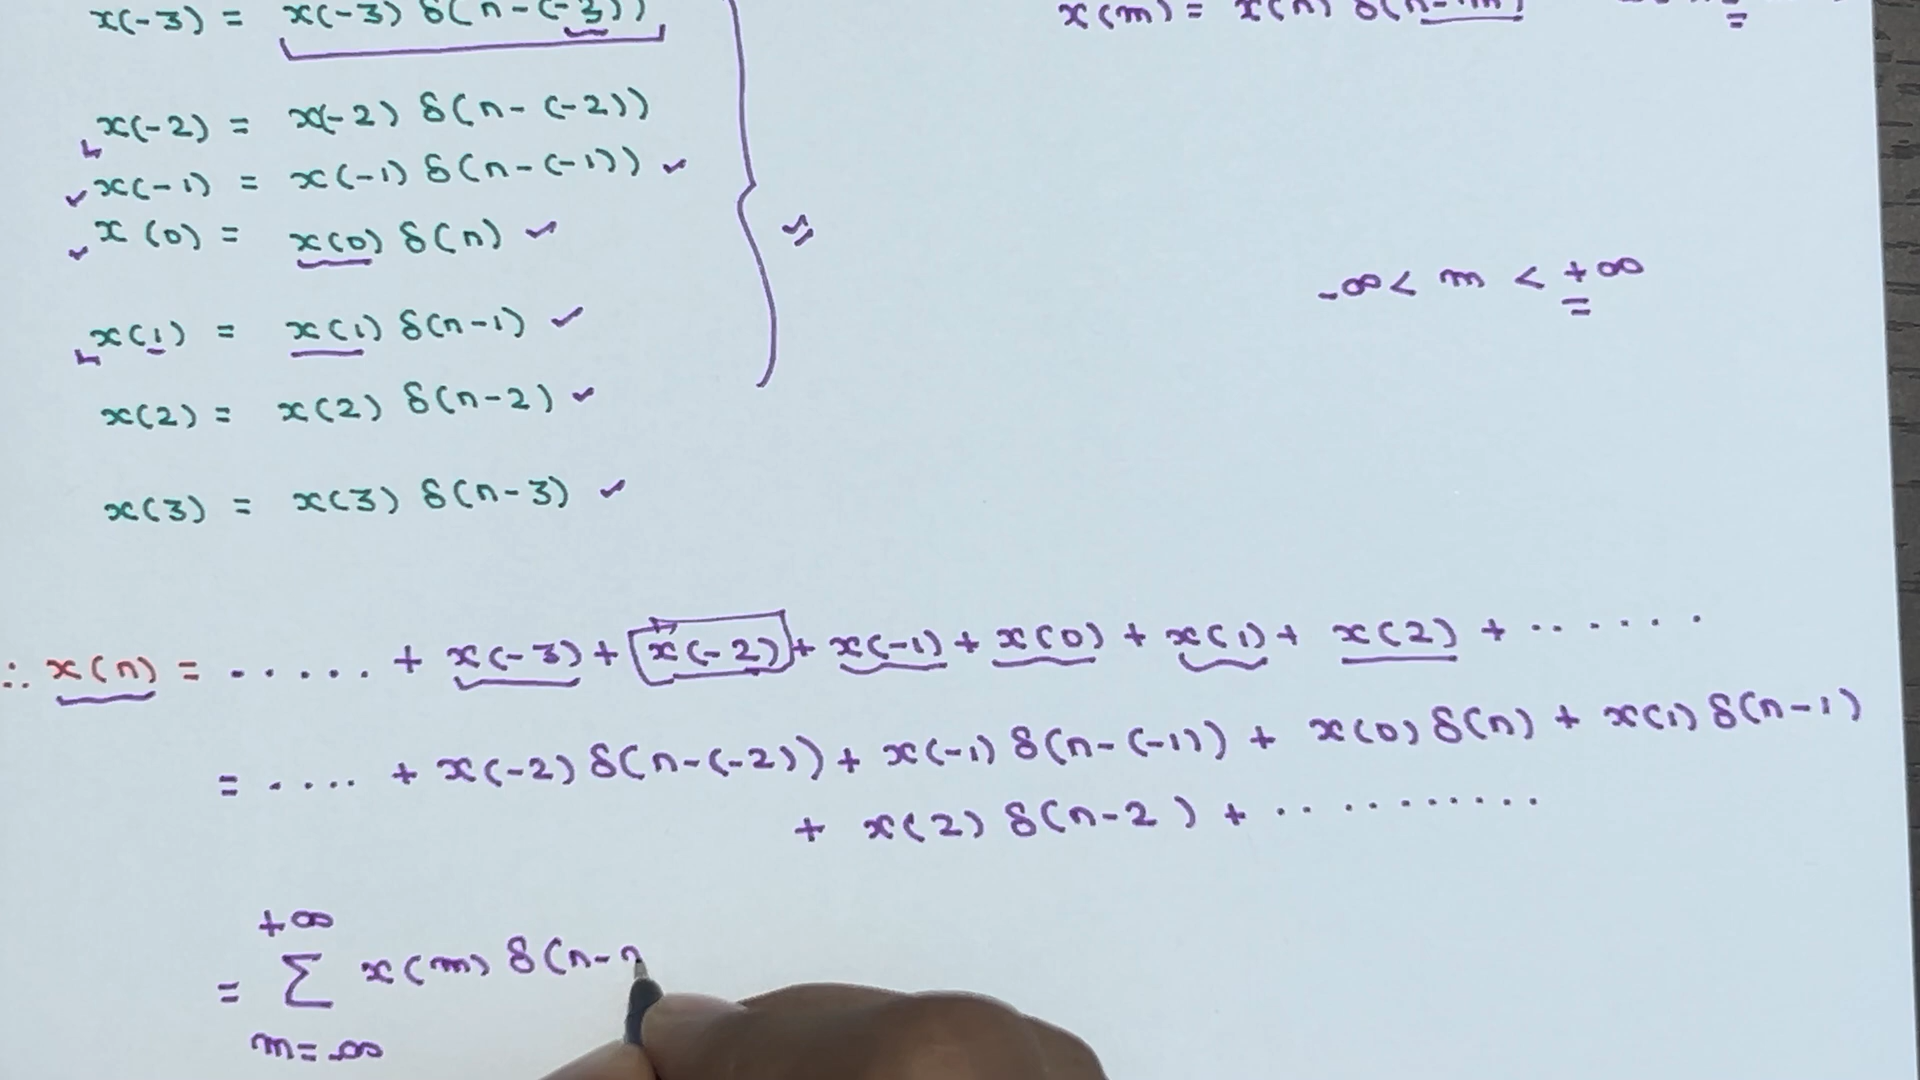 x(-3) = x(-3) δ(n-(-3))
x(m) = x(n) δ(n-m)
x(-2) = x(-2) δ(n-(-2))
x(-1) = x(-1) δ(n-(-1))
x(0) = x(0) δ(n)
-∞ < m < +∞
x(1) = x(1) δ(n-1)
x(2) = x(2) δ(n-2)
x(3) = x(3) δ(n-3)
∴ x(n) = ..... + x(-3) + x(-2) + x(-1) + x(0) + x(1) + x(2) + ......
= .... + x(-2) δ(n-(-2)) + x(-1) δ(n-(-1)) + x(0) δ(n) + x(1) δ(n-1)
+ x(2) δ(n-2) + ..........
+∞
= Σ x(m) δ(n-
m=-∞